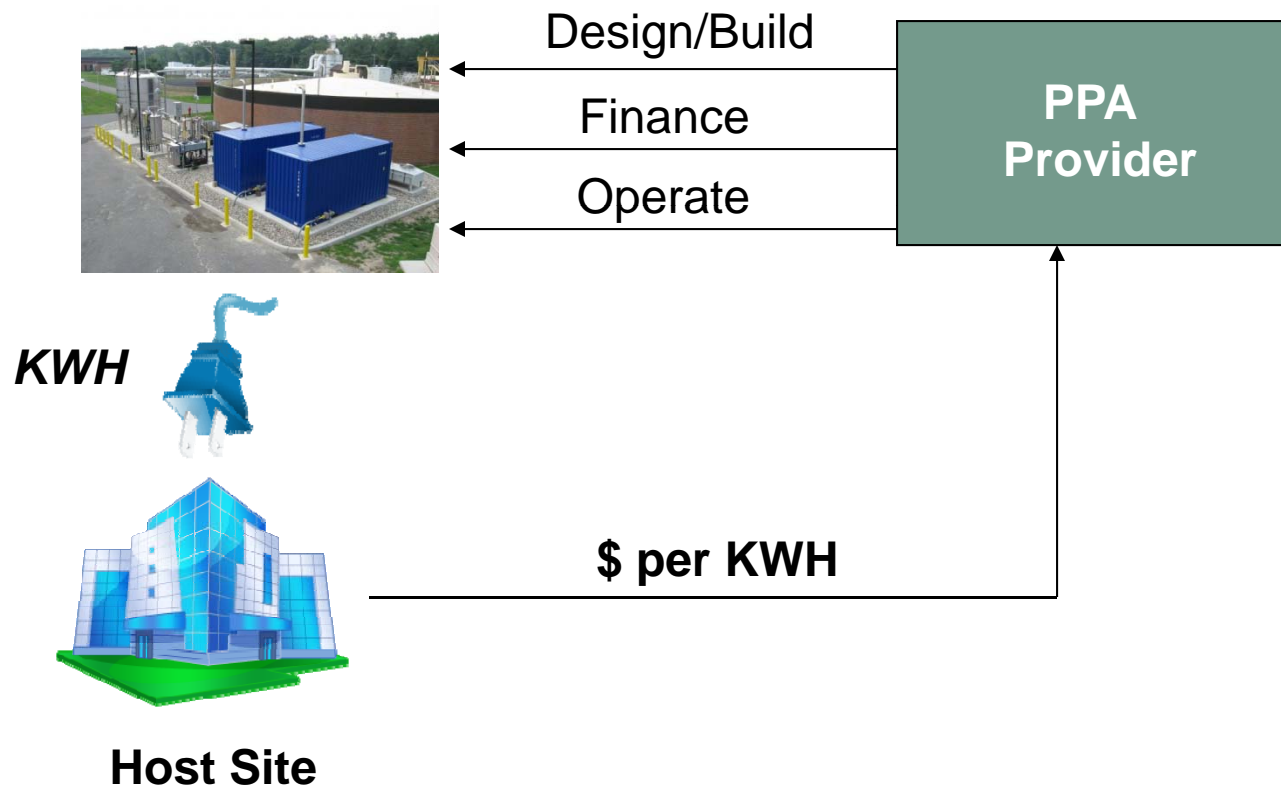 Design/Build
Finance
Operate
PPA
Provider
KWH
$ per KWH
Host Site